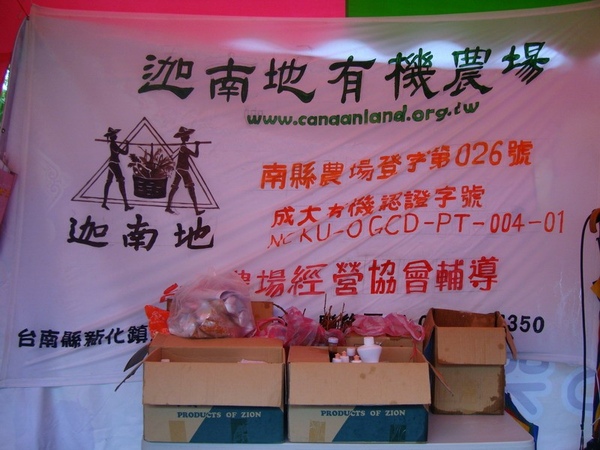 迦南地有機農場
www.canaanland.org.tw
南縣農場登字第026號
成大有機認證字號
NCKU-OGCD-PT-004-01
迦南地
農場經營協會輔導
台南縣新化鎮
350
PRODUCTS OF ZION
PRODUCTS OF ZION